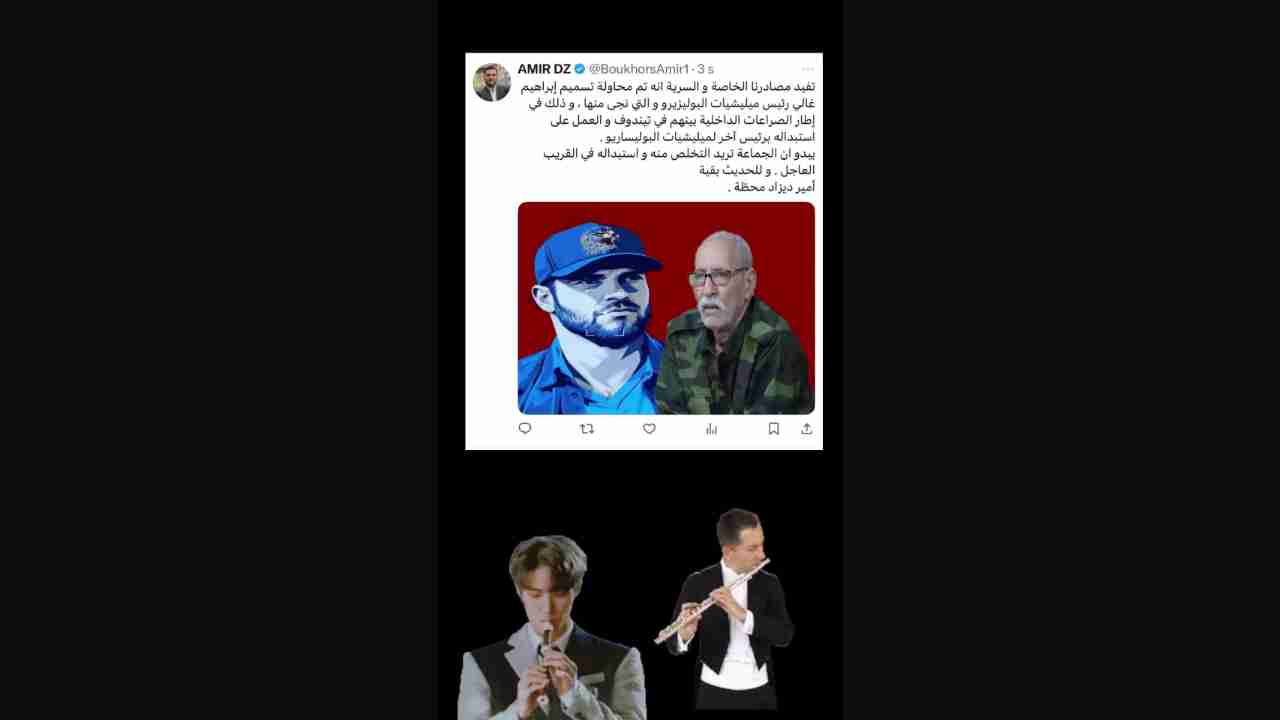 AMIR DZ @BoukhorsAmir1 · 3 s
تفيد مصادرنا الخاصة و السرية انه تم محاولة تسميم إبراهيم
غالي رئيس ميليشيات البوليزيرو و التي نجى منها ، و ذلك في
إطار الصراعات الداخلية بينهم في تيندوف و العمل على
استبداله برئيس آخر لميليشيات البوليساريو .
يبدو ان الجماعة تريد التخلص منه و استبداله في القريب
العاجل . و للحديث بقية
أمير ديزاد محظة .